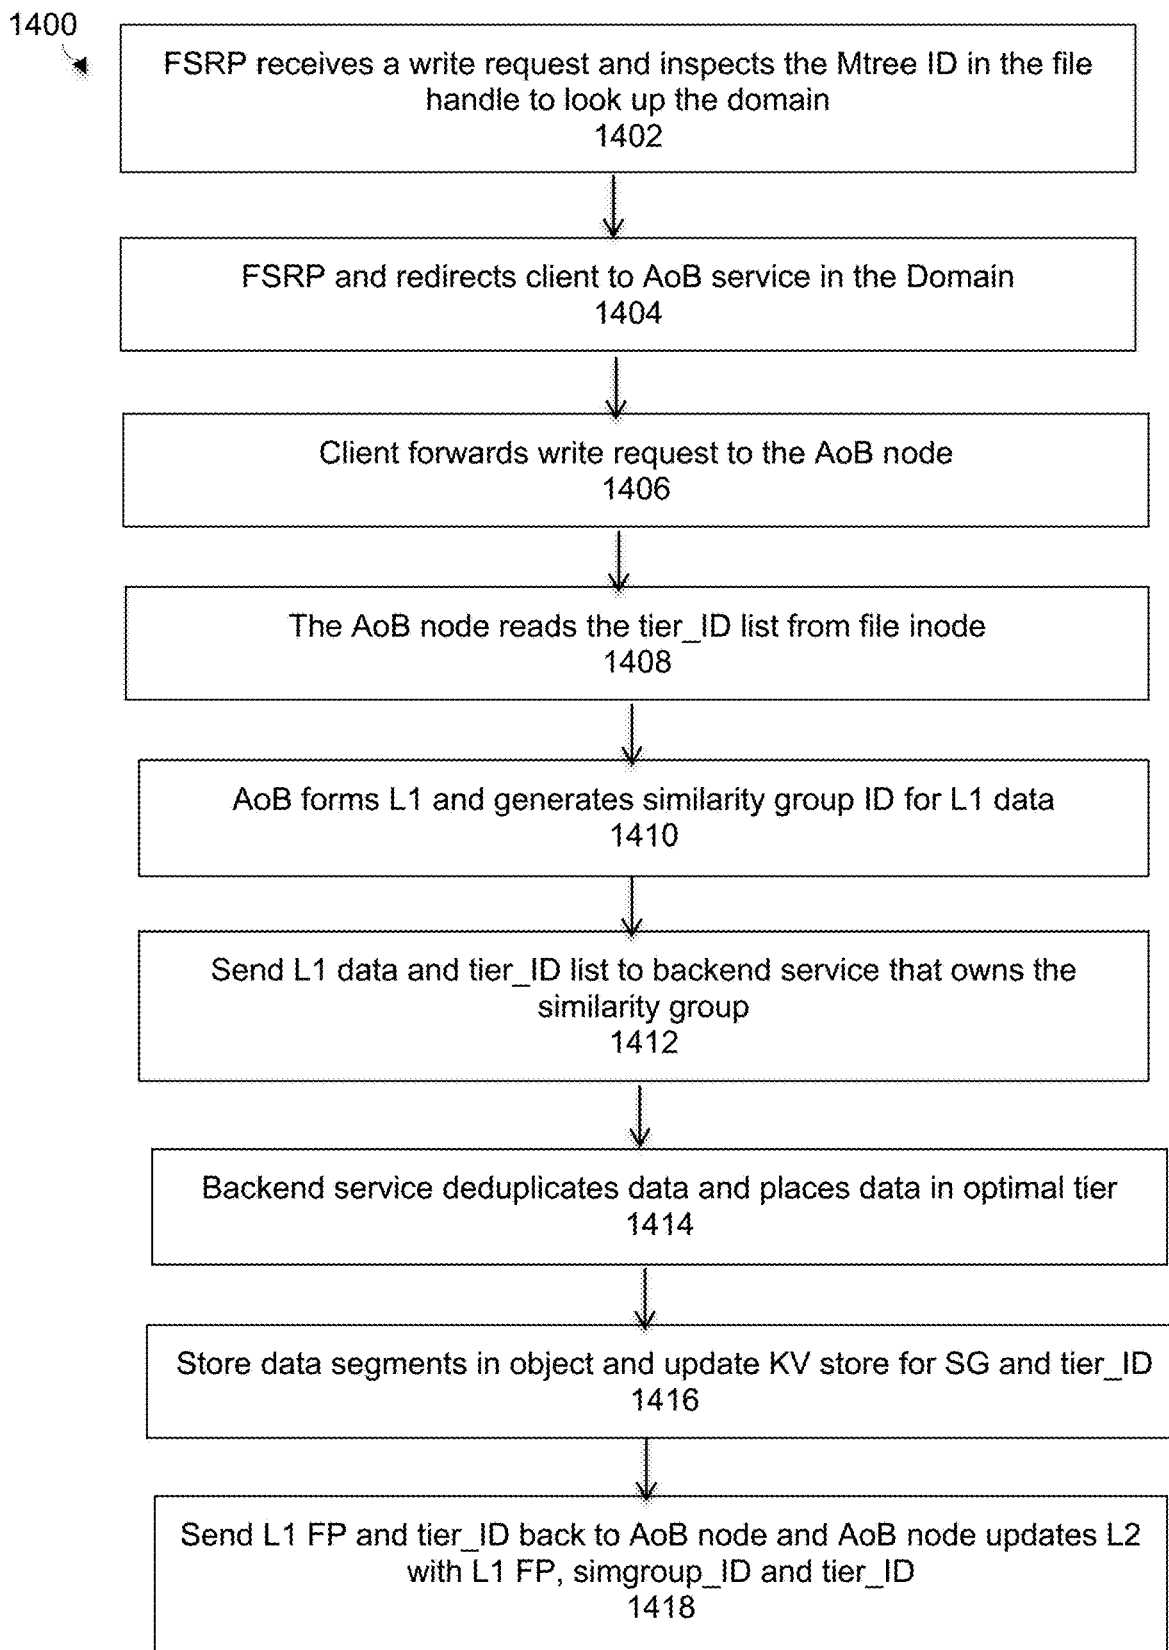 1400
FSRP receives a write request and inspects the Mtree ID in the file
handle to look up the domain
1402
FSRP and redirects client to AoB service in the Domain
1404
Client forwards write request to the AoB node
1406
The AoB node reads the tier_ID list from file inode
1408
AoB forms L1 and generates similarity group ID for L1 data
1410
Send L1 data and tier_ID list to backend service that owns the
similarity group
1412
Backend service deduplicates data and places data in optimal tier
1414
Store data segments in object and update KV store for SG and tier_ID
1416
Send L1 FP and tier_ID back to AoB node and AoB node updates L2
with L1 FP, simgroup_ID and tier_ID
1418